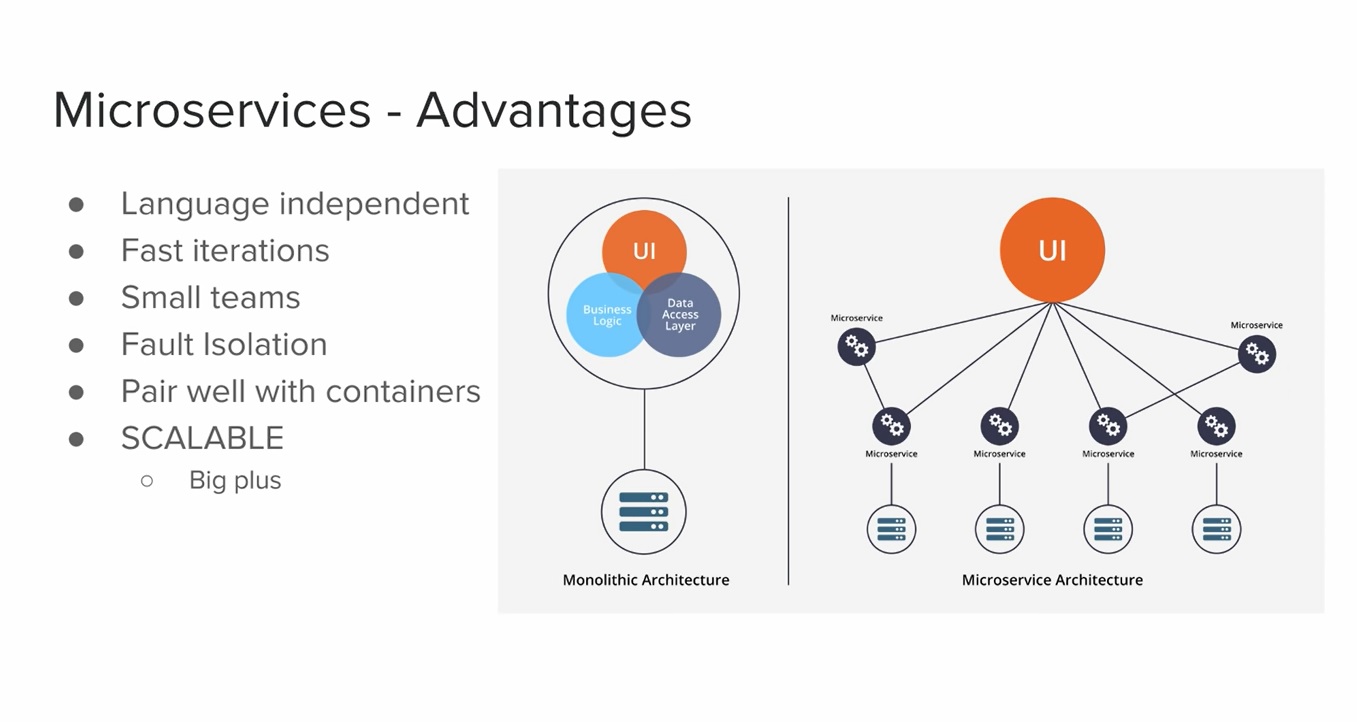 Microservices - Advantages
● Language independent
● Fast iterations
● Small teams
● Fault Isolation
● Pair well with containers
● SCALABLE
○ Big plus
UI
Business
Logic
Data
Access
Layer
Monolithic Architecture
UI
Microservice
Microservice
Microservice
Microservice
Microservice
Microservice
Microservice Architecture